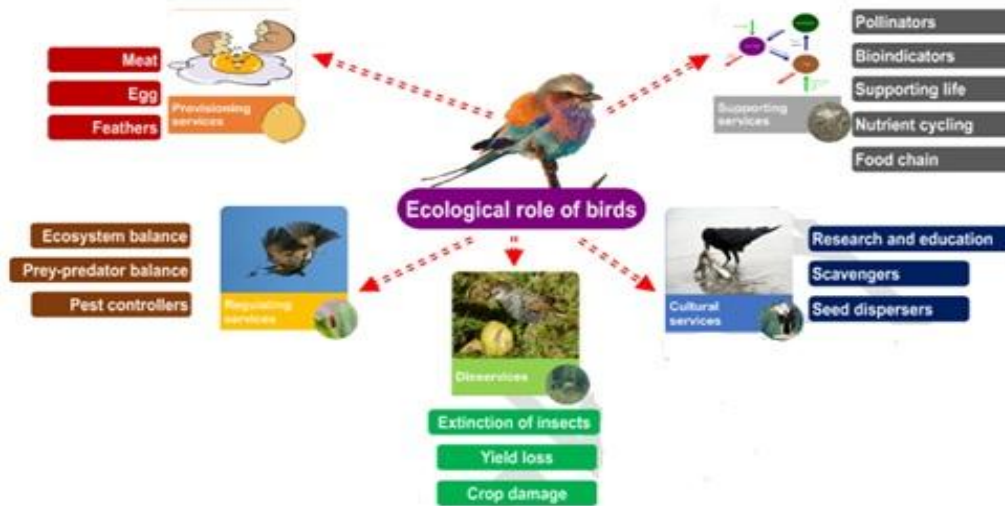 Meat
Egg
Feathers
Provisioning
services
Supporting
services
Pollinators
Bioindicators
Supporting life
Nutrient cycling
Food chain
Ecological role of birds
Ecosystem balance
Prey-predator balance
Pest controllers
Regulating
services
Disservices
Extinction of insects
Yield loss
Crop damage
Cultural
services
Research and education
Scavengers
Seed dispersers